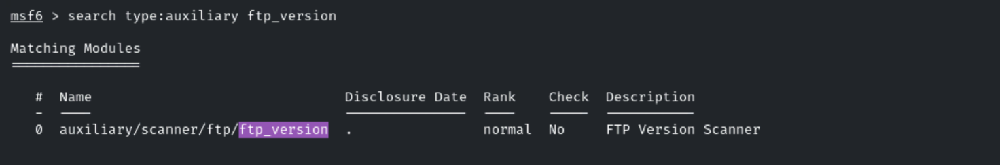 msf6 > search type:auxiliary ftp_version
Matching Modules
================
# Name Disclosure Date Rank Check Description
- ---- --------------- ---- ----- -----------
0 auxiliary/scanner/ftp/ftp_version . normal No FTP Version Scanner